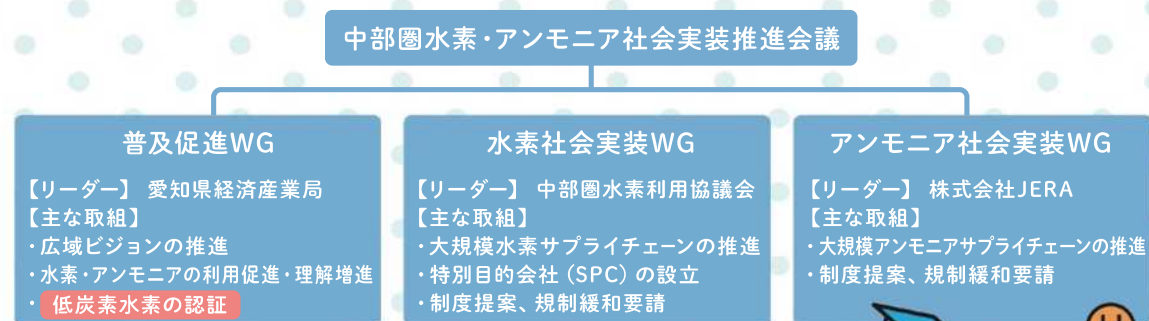 中部圏水素・アンモニア社会実装推進会議
普及促進WG
【リーダー】 愛知県経済産業局
【主な取組】
・広域ビジョンの推進
・水素・アンモニアの利用促進・理解増進
・低炭素水素の認証
水素社会実装WG
【リーダー】 中部圏水素利用協議会
【主な取組】
・大規模水素サプライチェーンの推進
・特別目的会社（SPC）の設立
・制度提案、規制緩和要請
アンモニア社会実装WG
【リーダー】 株式会社JERA
【主な取組】
・大規模アンモニアサプライチェーンの推進
・制度提案、規制緩和要請